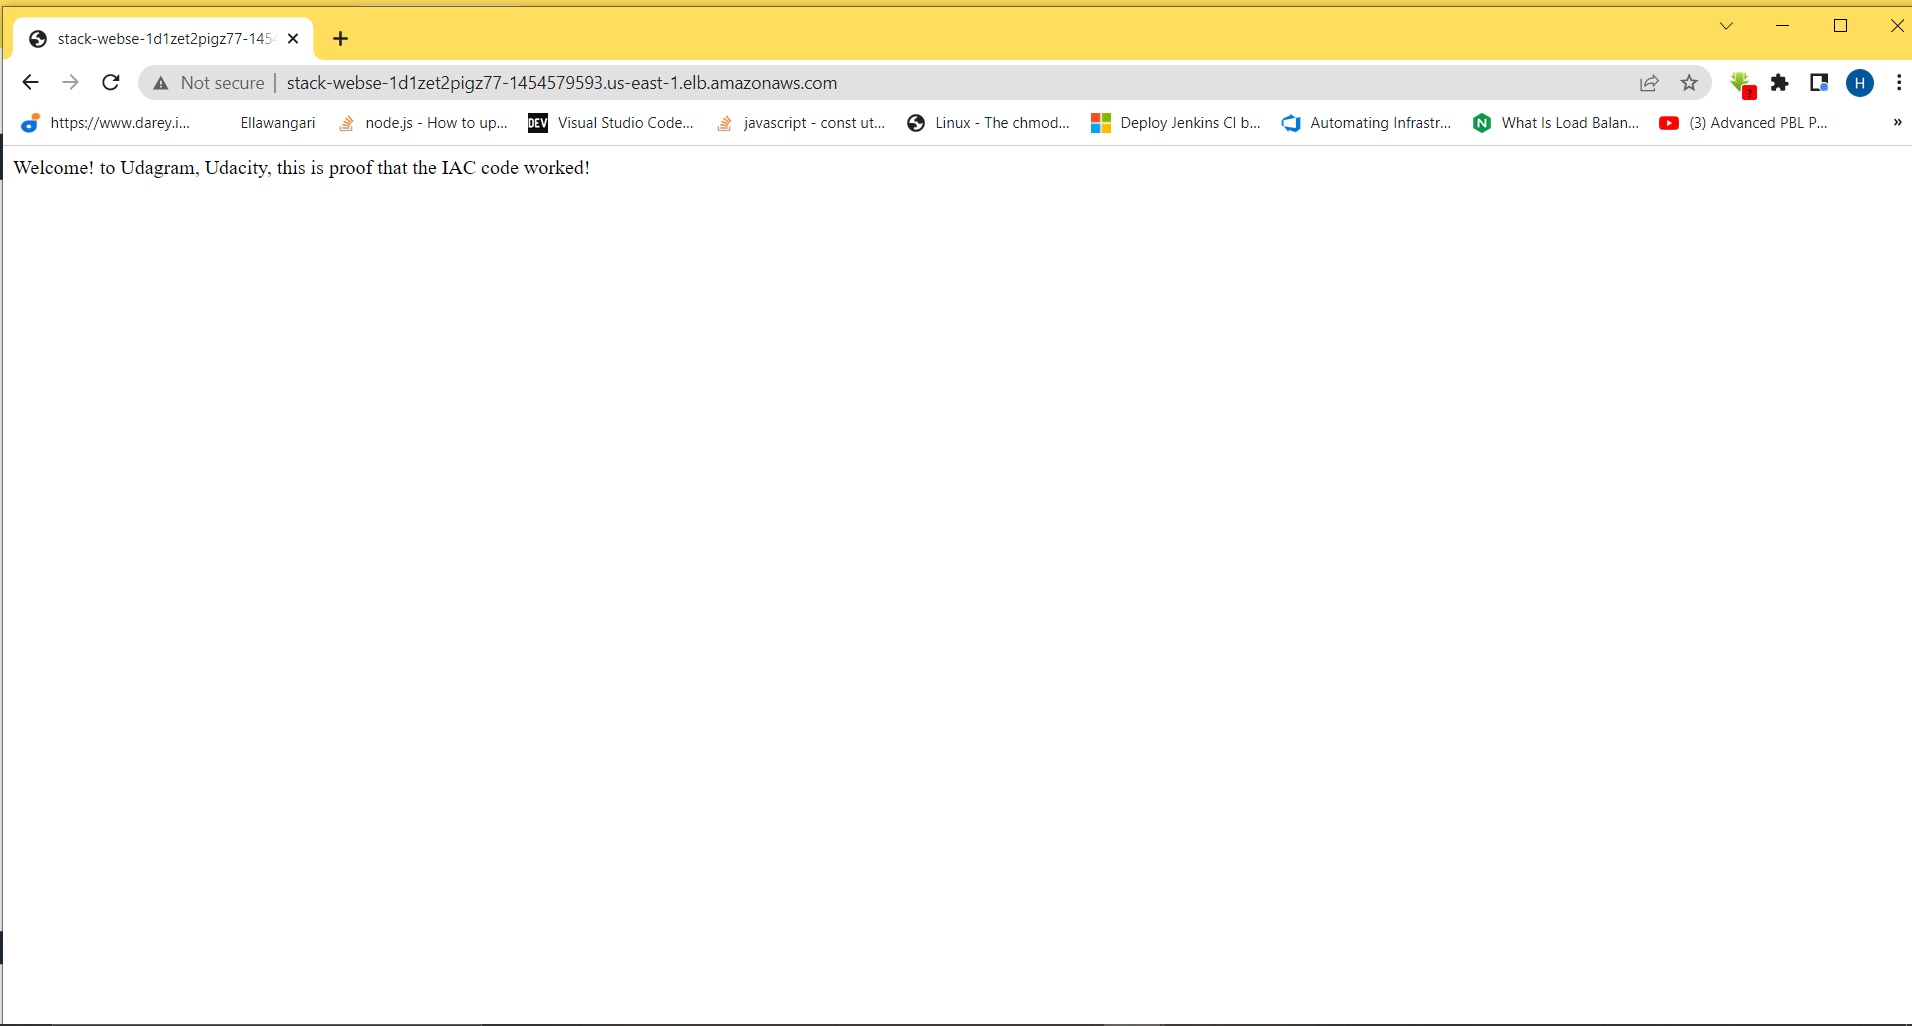 stack-webse-1d1zet2pigz77-145
Not secure | stack-webse-1d1zet2pigz77-1454579593.us-east-1.elb.amazonaws.com
? H
https://www.darey.i... Ellawangari node.js - How to up... DEV Visual Studio Code... javascript - const ut... Linux - The chmod... Deploy Jenkins CI b... Automating Infrastr... N What Is Load Balan... (3) Advanced PBL P... »
Welcome! to Udagram, Udacity, this is proof that the IAC code worked!